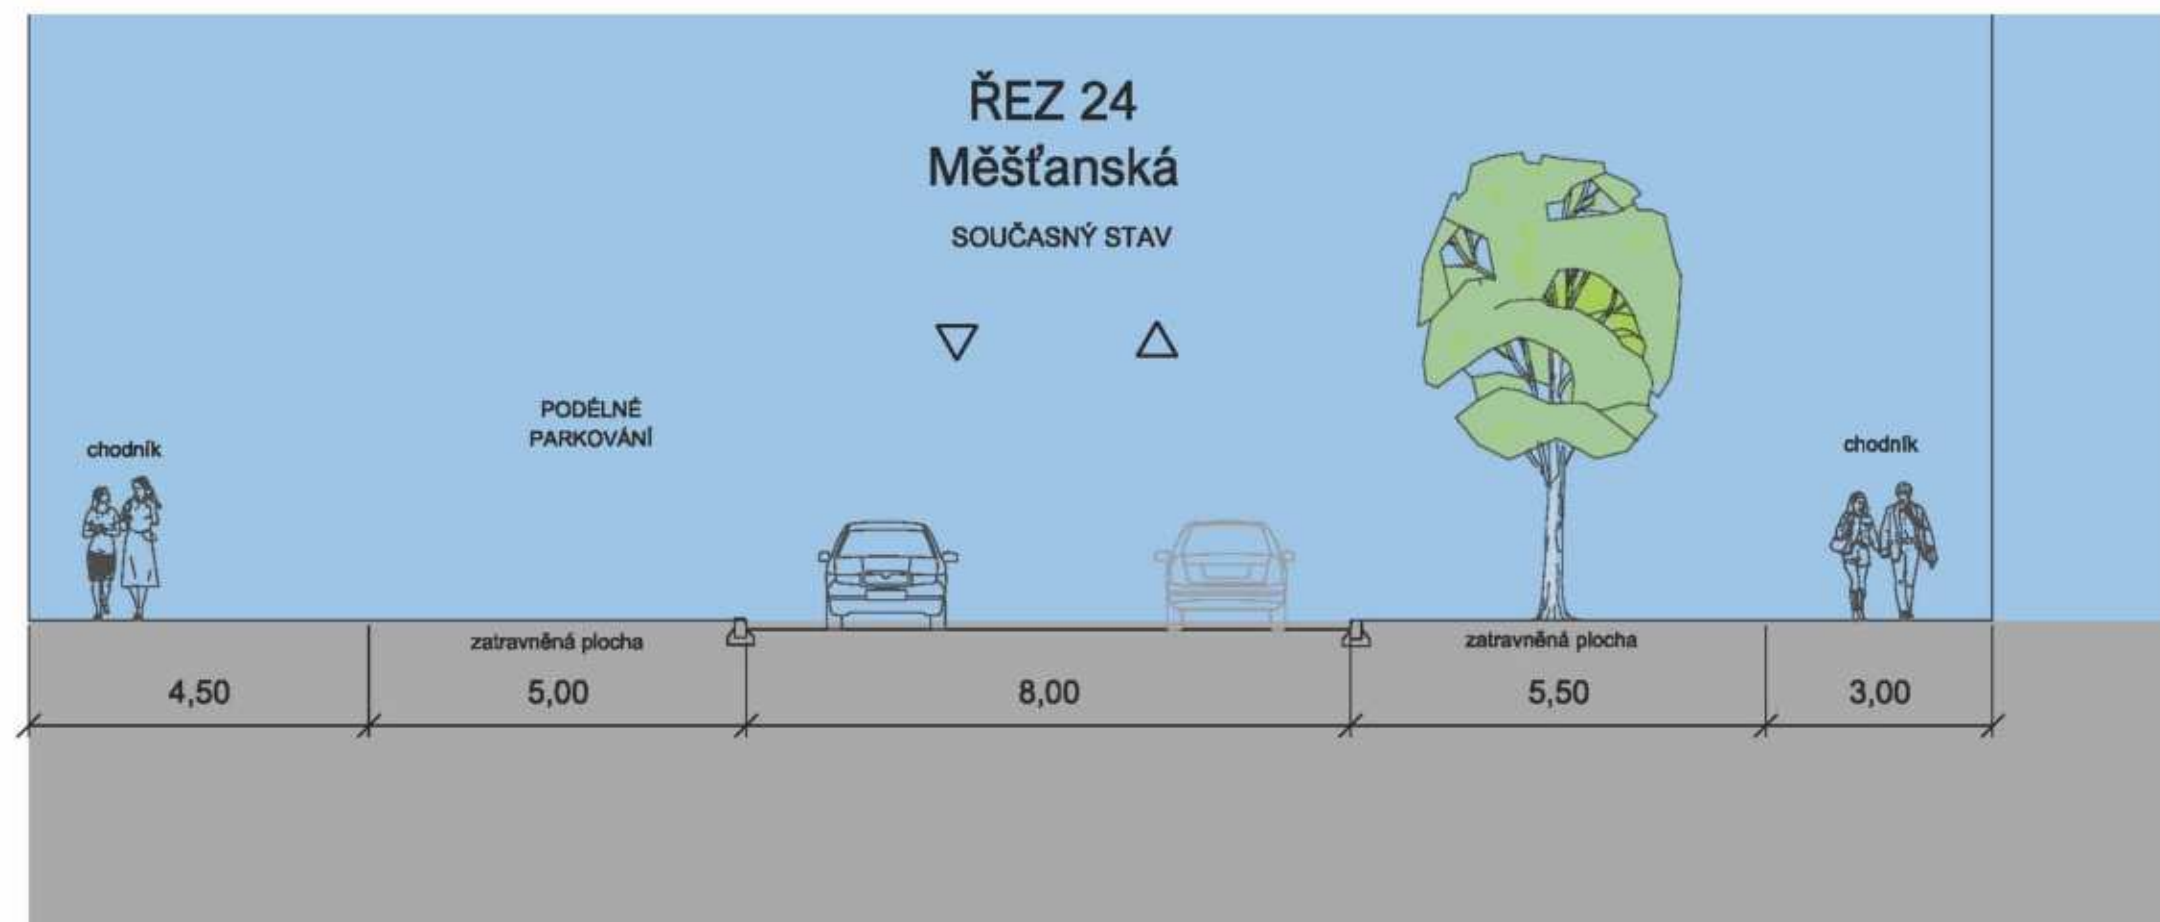 ŘEZ 24
Měšťanská
SOUČASNÝ STAV
PODÉLNÉ
PARKOVÁNÍ
chodník
chodník
zatravněná plocha
zatravněná plocha
4,50
5,00
8,00
5,50
3,00